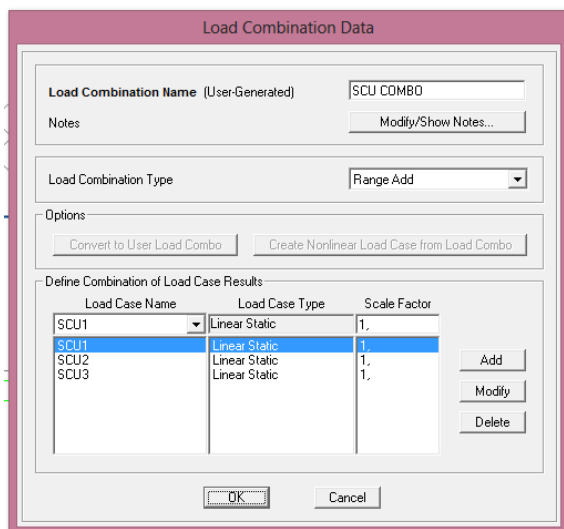 Load Combination Data
Load Combination Name (User-Generated) SCU COMBO
Notes Modify/Show Notes...
Load Combination Type Range Add
Options
Convert to User Load Combo Create Nonlinear Load Case from Load Combo
Define Combination of Load Case Results
Load Case Name Load Case Type Scale Factor
SCU1 Linear Static 1,
SCU1 Linear Static 1,
SCU2 Linear Static 1,
SCU3 Linear Static 1,
Add
Modify
Delete
OK Cancel